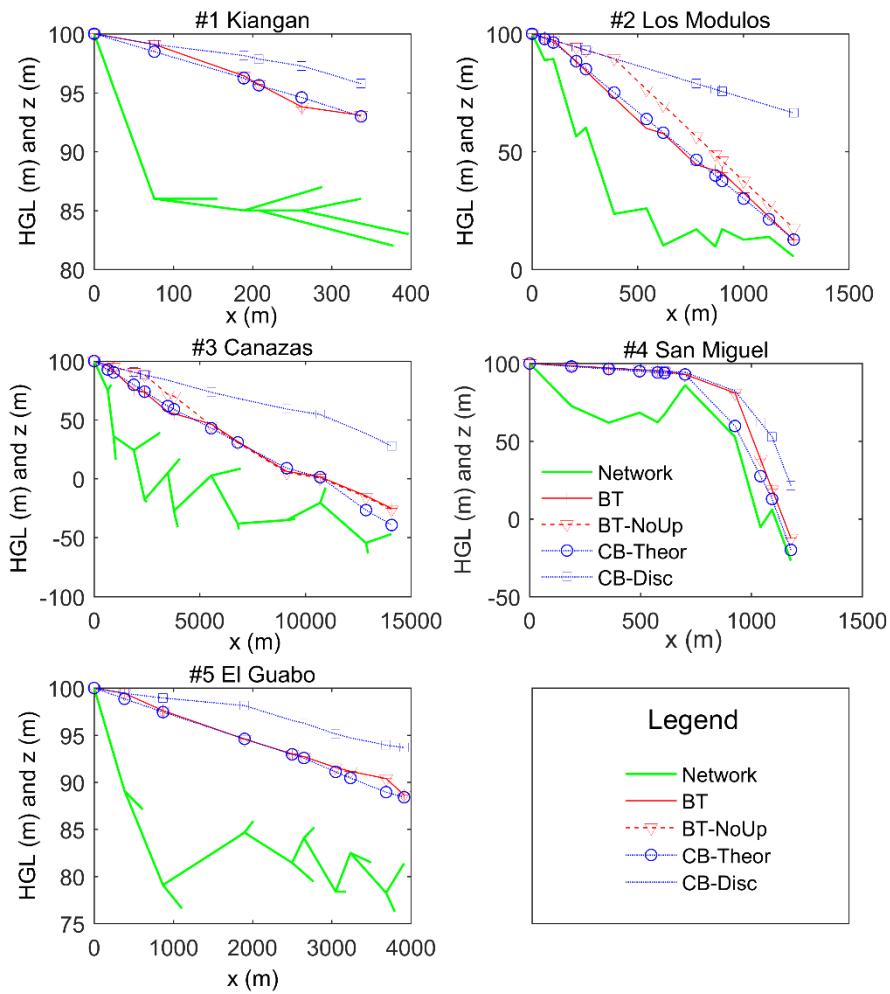 #1 Kiangan
HGL (m) and z (m)
100
95
90
85
80
0
100
200
300
400
x (m)
#2 Los Modulos
HGL (m) and z (m)
100
50
0
0
500
1000
1500
x (m)
#3 Canazas
HGL (m) and z (m)
100
50
0
-50
-100
0
5000
10000
15000
x (m)
#4 San Miguel
HGL (m) and z (m)
100
50
0
-50
0
500
1000
1500
x (m)
Network
BT
BT-NoUp
CB-Theor
CB-Disc
#5 El Guabo
HGL (m) and z (m)
100
95
90
85
80
75
0
1000
2000
3000
4000
x (m)
Legend
Network
BT
BT-NoUp
CB-Theor
CB-Disc